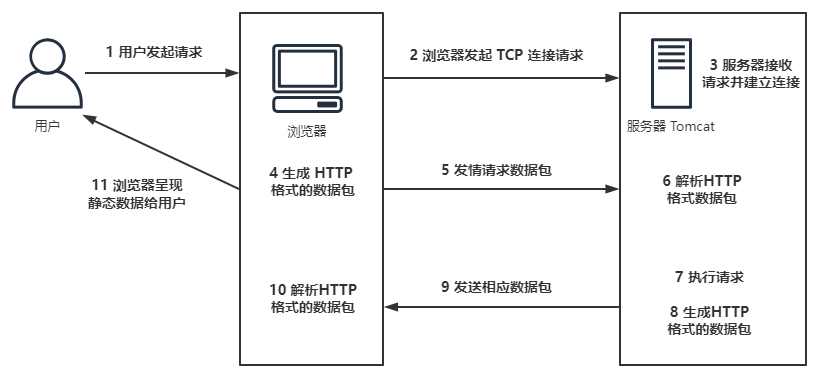 1 用户发起请求
2 浏览器发起 TCP 连接请求
3 服务器接收
请求并建立连接
用户
浏览器
服务器 Tomcat
4 生成 HTTP
格式的数据包
5 发情请求数据包
6 解析HTTP
格式数据包
11 浏览器呈现
静态数据给用户
7 执行请求
8 生成HTTP
格式的数据包
9 发送相应数据包
10 解析HTTP
格式的数据包